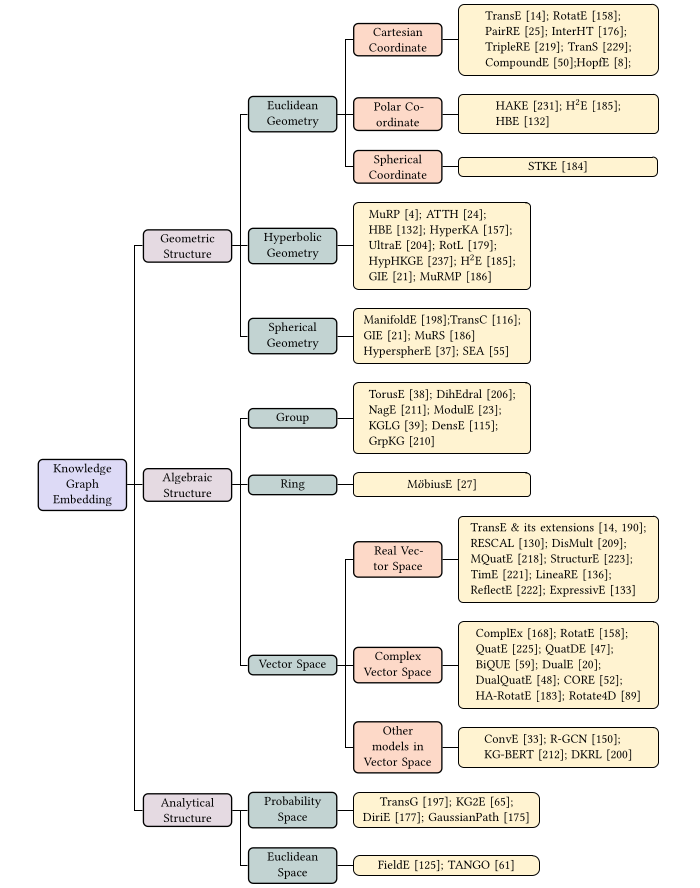 Knowledge
Graph
Embedding
Geometric
Structure
Euclidean
Geometry
Cartesian
Coordinate
TransE [14]; RotatE [158];
PairRE [25]; InterHT [176];
TripleRE [219]; TranS [229];
CompoundE [50];HopfE [8];
Polar Co-
ordinate
HAKE [231]; H²E [185];
HBE [132]
Spherical
Coordinate
STKE [184]
Hyperbolic
Geometry
MuRP [4]; ATTH [24];
HBE [132]; HyperKA [157];
UltraE [204]; RotL [179];
HypHKGE [237]; H²E [185];
GIE [21]; MuRMP [186]
Spherical
Geometry
ManifoldE [198];TransC [116];
GIE [21]; MuRS [186]
HyperspherE [37]; SEA [55]
Algebraic
Structure
Group
TorusE [38]; DihEdral [206];
NagE [211]; ModulE [23];
KGLG [39]; DensE [115];
GrpKG [210]
Ring
MöbiusE [27]
Vector Space
Real Vec-
tor Space
TransE & its extensions [14, 190];
RESCAL [130]; DisMult [209];
MQuatE [218]; StructurE [223];
TimE [221]; LineaRE [136];
ReflectE [222]; ExpressivE [133]
Complex
Vector Space
ComplEx [168]; RotatE [158];
QuatE [225]; QuatDE [47];
BiQUE [59]; DualE [20];
DualQuatE [48]; CORE [52];
HA-RotatE [183]; Rotate4D [89]
Other
models in
Vector Space
ConvE [33]; R-GCN [150];
KG-BERT [212]; DKRL [200]
Analytical
Structure
Probability
Space
TransG [197]; KG2E [65];
DiriE [177]; GaussianPath [175]
Euclidean
Space
FieldE [125]; TANGO [61]